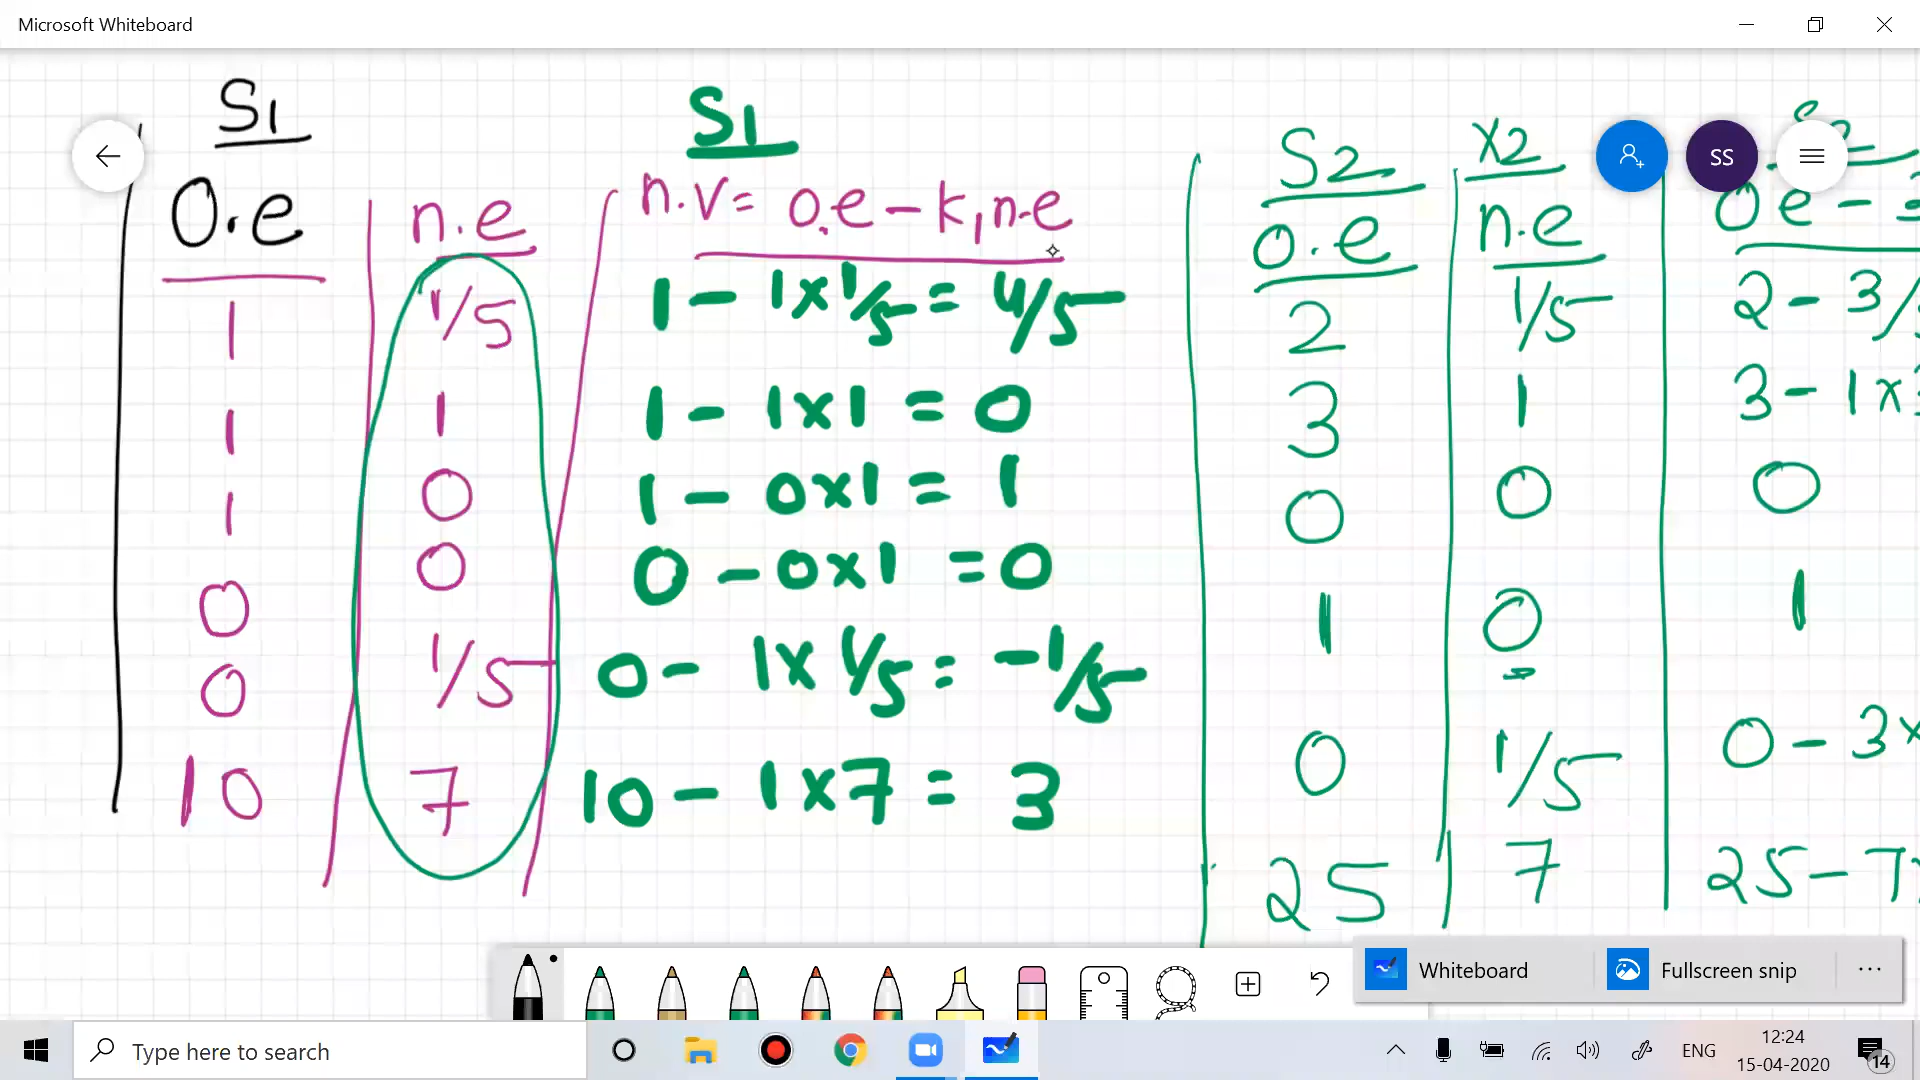 Microsoft Whiteboard
S1
O.e
1
1
1
0
0
10
n.e
1/5
1
0
0
1/5
7
S1
n.v = o.e - k1n.e
1 - 1x1/5 = 4/5
1 - 1x1 = 0
1 - 0x1 = 1
0 - 0x1 = 0
0 - 1x1/5 = -1/5
10 - 1x7 = 3
S2
o.e
2
3
0
1
0
25
X2
n.e
1/5
1
0
0
1/5
7
SS
Oe - 3
2 - 3/
3 - 1x
0
1
0 - 3x
25 - 7
Whiteboard
Fullscreen snip
Type here to search
ENG
12:24
15-04-2020
14